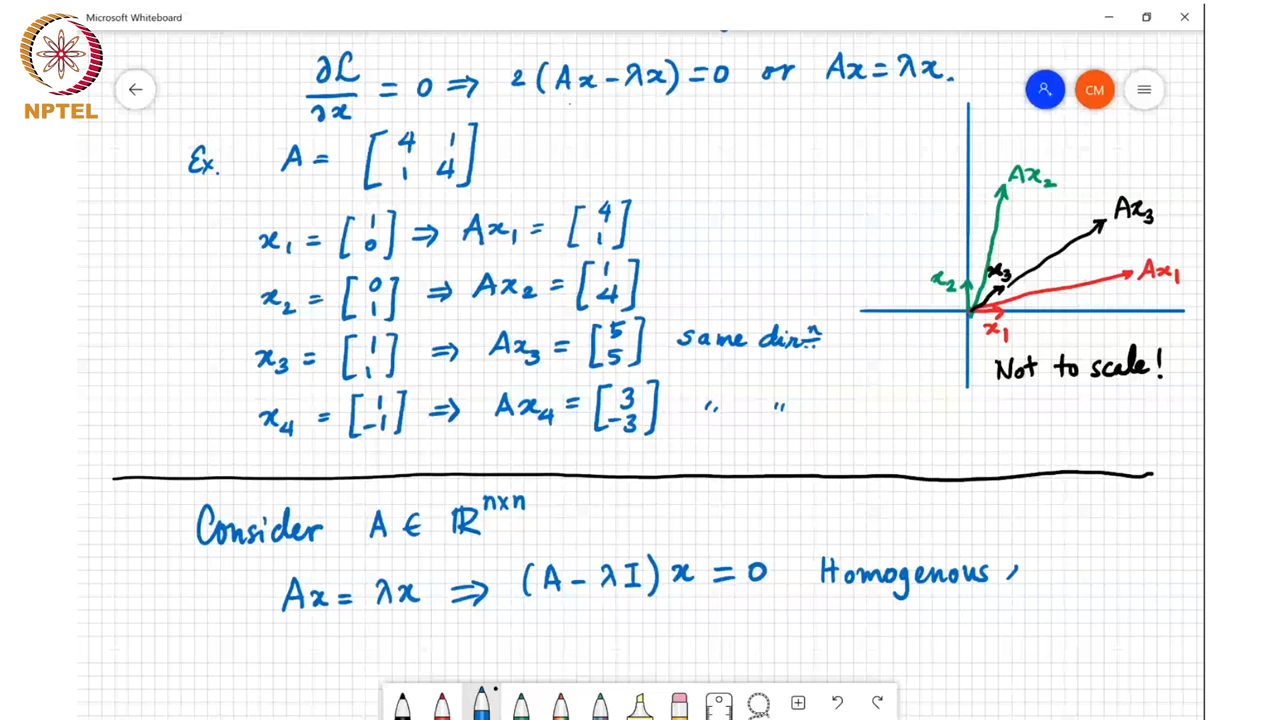 Microsoft Whiteboard
NPTEL
CM
∂L/∂x = 0 ⇒ 2(Ax - λx) = 0 or Ax = λx.
Ex. A = [4 1; 1 4]
x₁ = [1; 0] ⇒ Ax₁ = [4; 1]
x₂ = [0; 1] ⇒ Ax₂ = [1; 4]
x₃ = [1; 1] ⇒ Ax₃ = [5; 5] same dirⁿ
x₄ = [1; -1] ⇒ Ax₄ = [3; -3] " "
Ax₂
Ax₃
x₃
x₂
Ax₁
x₁
Not to scale!
Consider A ∈ ℝⁿˣⁿ
Ax = λx ⇒ (A - λI)x = 0 Homogenous ,